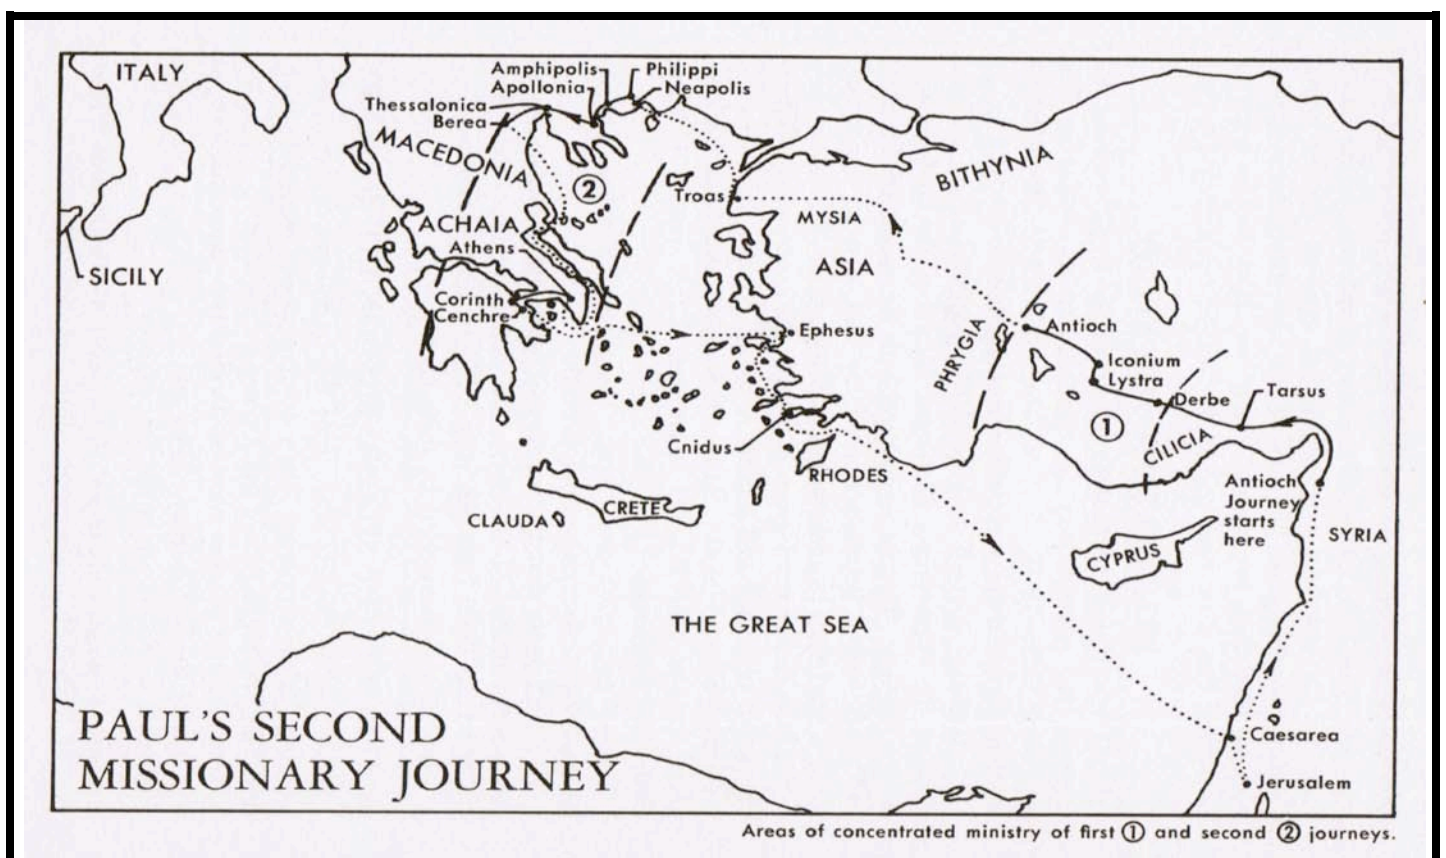 ITALY
Amphipolis
Philippi
Apollonia
Neapolis
Thessalonica
Berea
MACEDONIA
BITHYNIA
②
Troas
MYSIA
ACHAIA
Athens
ASIA
SICILY
Corinth
Cenchre
Ephesus
PHRYGIA
Antioch
Iconium
Lystra
Derbe
Tarsus
①
CILICIA
Cnidus
RHODES
Antioch
Journey
starts
here
CRETE
CLAUDA
SYRIA
CYPRUS
THE GREAT SEA
PAUL'S SECOND
MISSIONARY JOURNEY
Caesarea
Jerusalem
Areas of concentrated ministry of first ① and second ② journeys.